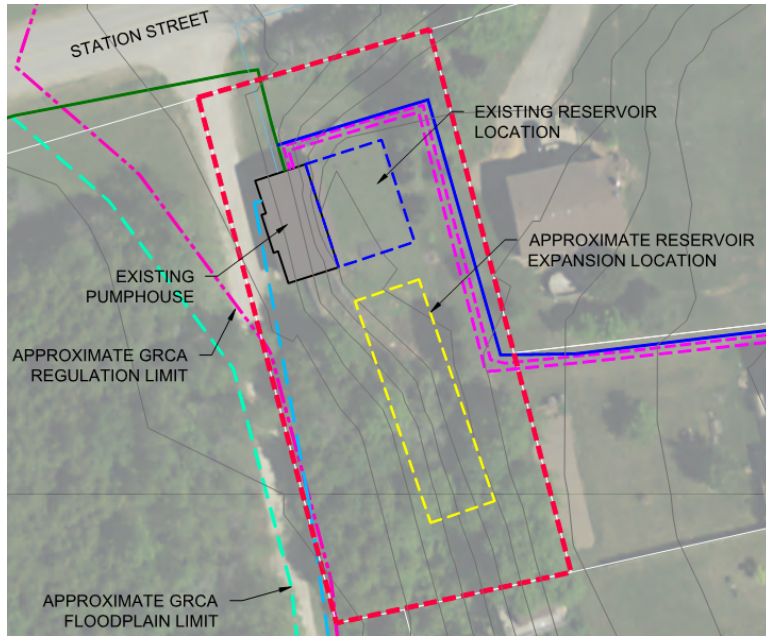 STATION STREET
EXISTING RESERVOIR
LOCATION
APPROXIMATE RESERVOIR
EXPANSION LOCATION
EXISTING
PUMPHOUSE
APPROXIMATE GRCA
REGULATION LIMIT
APPROXIMATE GRCA
FLOODPLAIN LIMIT